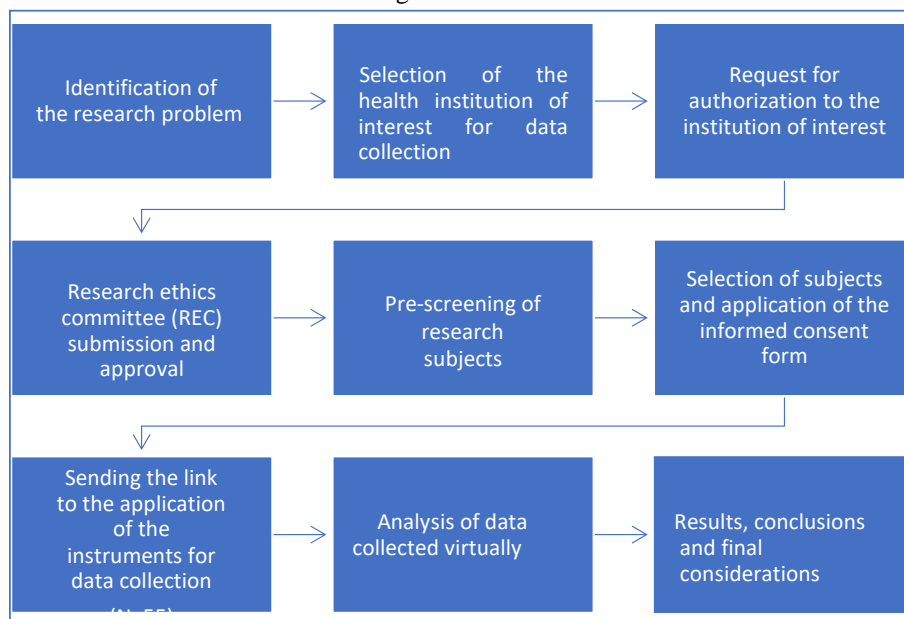 Identification of
the research problem
Selection of the
health institution of
interest for data
collection
Request for
authorization to the
institution of interest
Research ethics
committee (REC)
submission and
approval
Pre-screening of
research
subjects
Selection of subjects
and application of the
informed consent
form
Sending the link
to the application
of the
instruments for
data collection
Analysis of data
collected virtually
Results, conclusions
and final
considerations